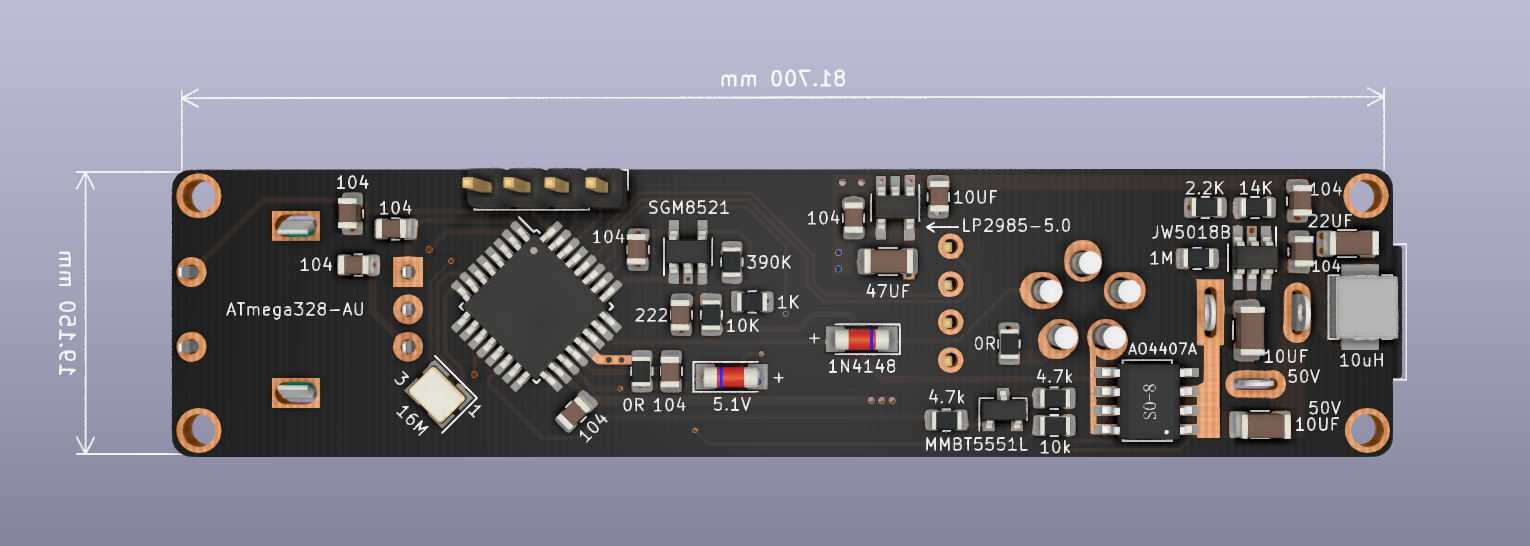 81.700 mm
19.150 mm
104
104
104
ATmega328-AU
3
1
16M
104
SGM8521
104
390K
222
10K
1K
0R 104
5.1V
+
104
10UF
LP2985-5.0
47UF
+
1N4148
0R
4.7k
4.7k
MMBT5551L
10k
AO4407A
SO-8
2.2K
14K
104
22UF
JW5018B
1M
104
10UF
50V
10uH
50V
10UF